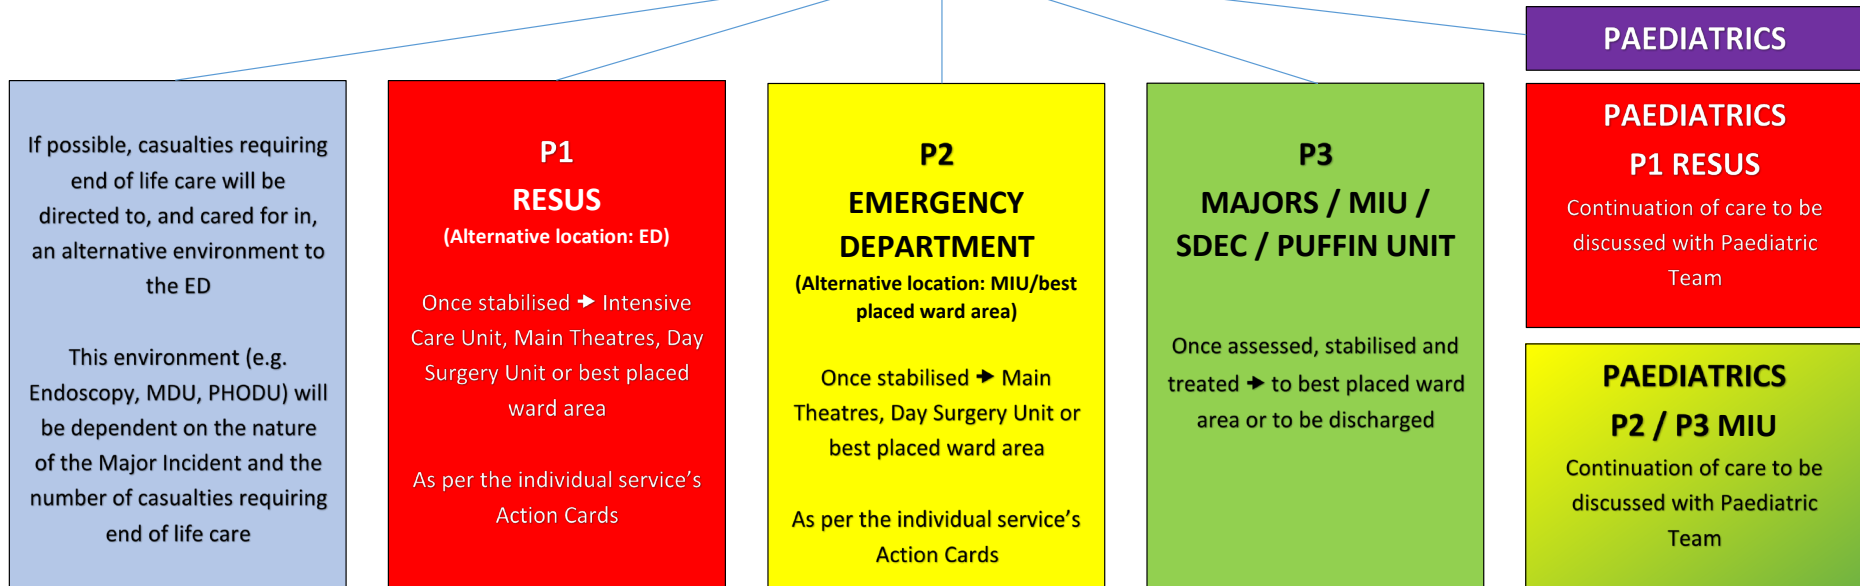 If possible, casualties requiring
end of life care will be
directed to, and cared for in,
an alternative environment to
the ED
This environment (e.g.
Endoscopy, MDU, PHODU) will
be dependent on the nature
of the Major Incident and the
number of casualties requiring
end of life care
P1
RESUS
(Alternative location: ED)
Once stabilised → Intensive
Care Unit, Main Theatres, Day
Surgery Unit or best placed
ward area
As per the individual service’s
Action Cards
P2
EMERGENCY
DEPARTMENT
(Alternative location: MIU/best
placed ward area)
Once stabilised → Main
Theatres, Day Surgery Unit or
best placed ward area
As per the individual service’s
Action Cards
P3
MAJORS / MIU /
SDEC / PUFFIN UNIT
Once assessed, stabilised and
treated → to best placed ward
area or to be discharged
PAEDIATRICS
PAEDIATRICS
P1 RESUS
Continuation of care to be
discussed with Paediatric
Team
PAEDIATRICS
P2 / P3 MIU
Continuation of care to be
discussed with Paediatric
Team